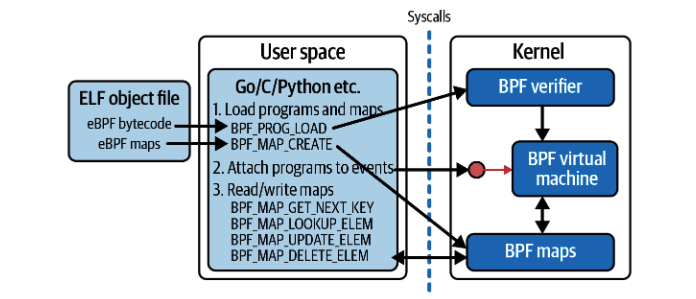 Syscalls
User space
Kernel
ELF object file
eBPF bytecode
eBPF maps
Go/C/Python etc.
1. Load programs and maps
BPF_PROG_LOAD
BPF_MAP_CREATE
2. Attach programs to events
3. Read/write maps
BPF_MAP_GET_NEXT_KEY
BPF_MAP_LOOKUP_ELEM
BPF_MAP_UPDATE_ELEM
BPF_MAP_DELETE_ELEM
BPF verifier
BPF virtual
machine
BPF maps